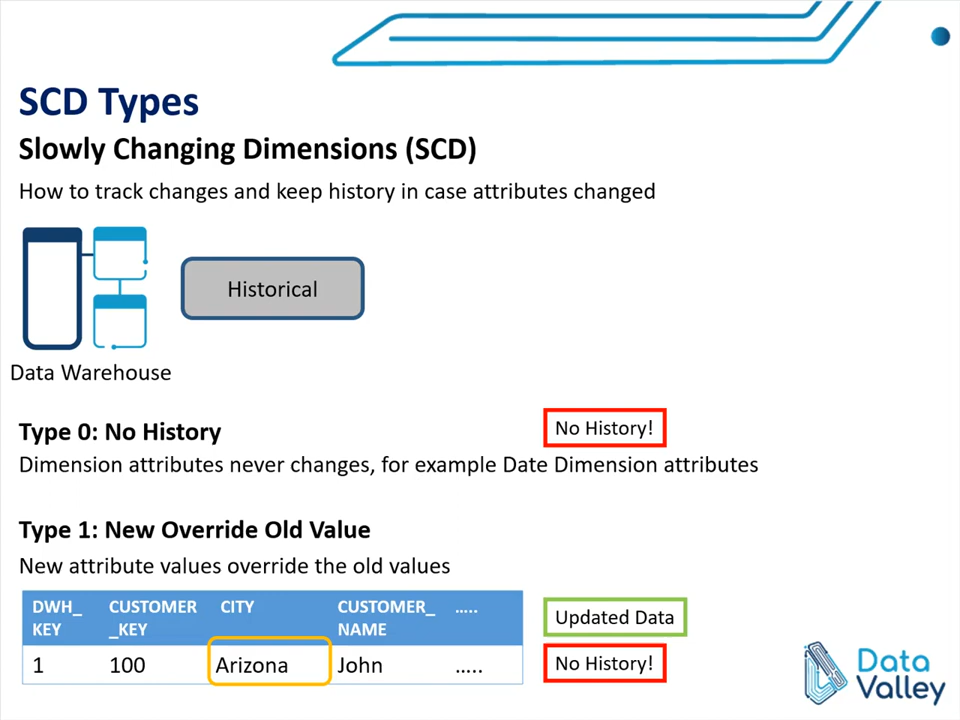 SCD Types
Slowly Changing Dimensions (SCD)
How to track changes and keep history in case attributes changed
Historical
Data Warehouse
Type 0: No History
No History!
Dimension attributes never changes, for example Date Dimension attributes
Type 1: New Override Old Value
New attribute values override the old values
DWH_ CUSTOMER CITY CUSTOMER_ .....
KEY _KEY NAME
Updated Data
1 100 Arizona John .....
No History!
Data
Valley